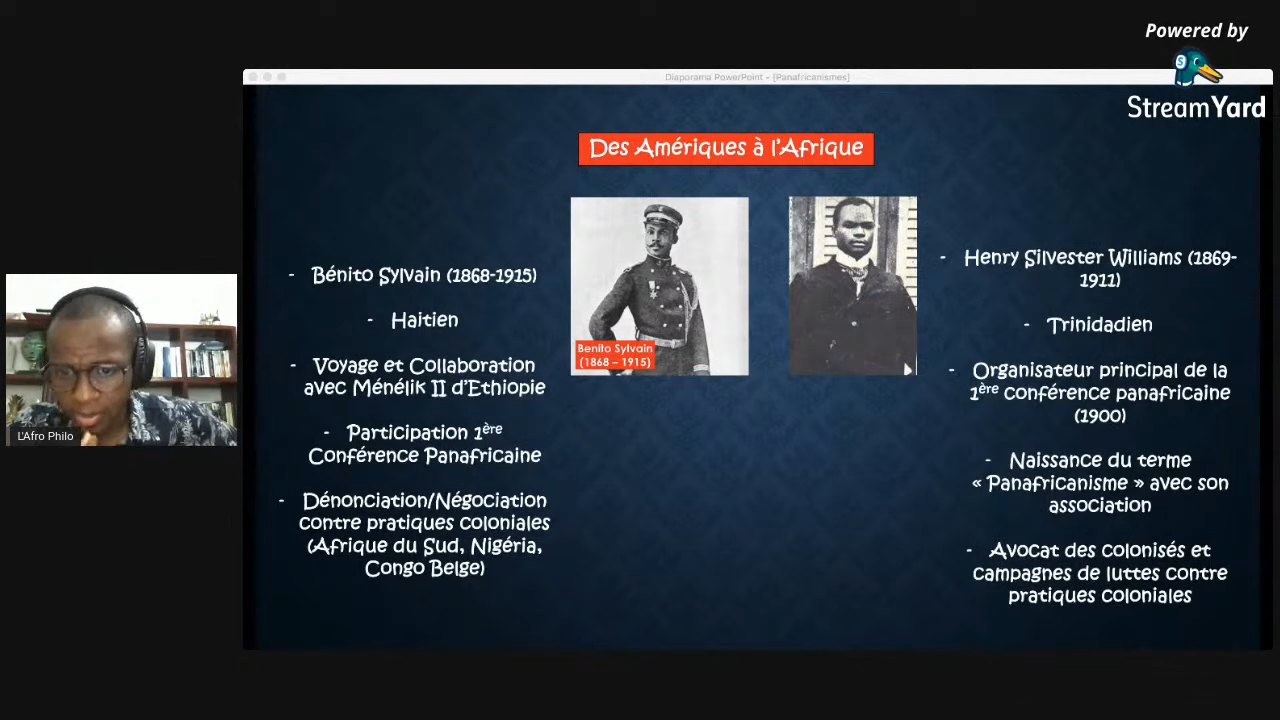 Powered by
StreamYard
Diaporama PowerPoint - [Panafricanismes]
Des Amériques à l'Afrique
- Bénito Sylvain (1868-1915)
- Haitien
- Voyage et Collaboration
avec Ménélik II d'Ethiopie
- Participation 1ère
Conférence Panafricaine
- Dénonciation/Négociation
contre pratiques coloniales
(Afrique du Sud, Nigéria,
Congo Belge)
Benito Sylvain
(1868 – 1915)
- Henry Silvester Williams (1869-
1911)
- Trinidadien
- Organisateur principal de la
1ère conférence panafricaine
(1900)
- Naissance du terme
« Panafricanisme » avec son
association
- Avocat des colonisés et
campagnes de luttes contre
pratiques coloniales
L'Afro Philo